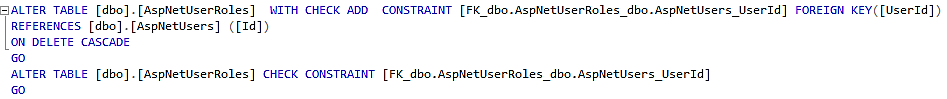 ALTER TABLE [dbo].[AspNetUserRoles]  WITH CHECK ADD  CONSTRAINT [FK_dbo.AspNetUserRoles_dbo.AspNetUsers_UserId] FOREIGN KEY([UserId])
REFERENCES [dbo].[AspNetUsers] ([Id])
ON DELETE CASCADE
GO
ALTER TABLE [dbo].[AspNetUserRoles] CHECK CONSTRAINT [FK_dbo.AspNetUserRoles_dbo.AspNetUsers_UserId]
GO